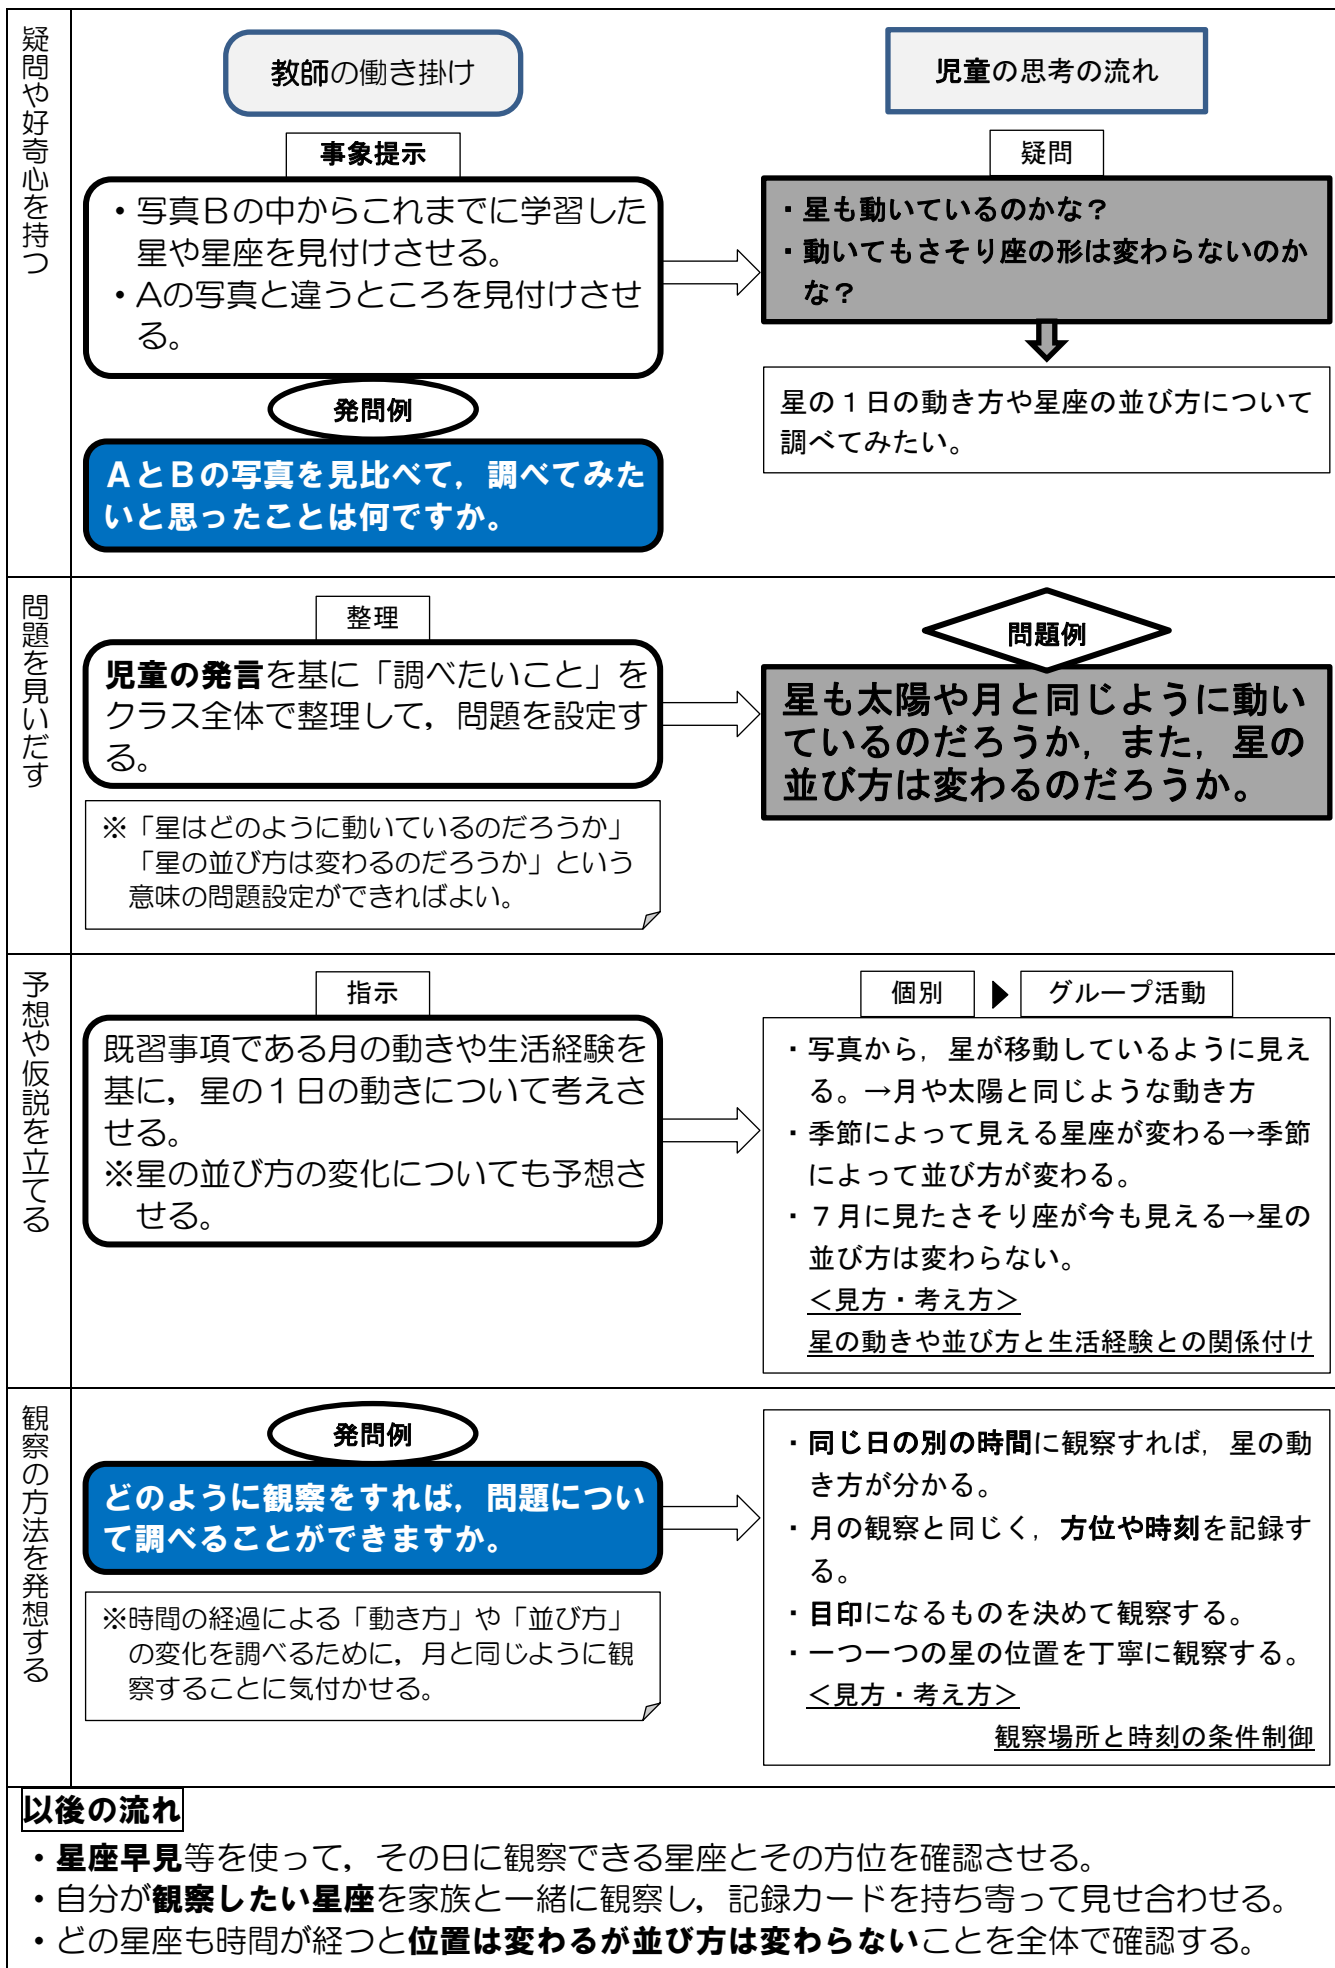 疑問や好奇心を持つ
教師の働き掛け
児童の思考の流れ
事象提示
・写真Bの中からこれまでに学習した
星や星座を見付けさせる。
・Aの写真と違うところを見付けさせ
る。
疑問
・星も動いているのかな？
・動いてもさそり座の形は変わらないのか
な？
発問例
AとBの写真を見比べて，調べてみた
いと思ったことは何ですか。
星の１日の動き方や星座の並び方について
調べてみたい。
問題を見いだす
整理
児童の発言を基に「調べたいこと」を
クラス全体で整理して，問題を設定す
る。
※「星はどのように動いているのだろうか」
「星の並び方は変わるのだろうか」という
意味の問題設定ができればよい。
問題例
星も太陽や月と同じように動い
ているのだろうか，また，星の
並び方は変わるのだろうか。
予想や仮説を立てる
指示
既習事項である月の動きや生活経験を
基に，星の１日の動きについて考えさ
せる。
※星の並び方の変化についても予想さ
せる。
個別
グループ活動
・写真から，星が移動しているように見え
る。→月や太陽と同じような動き方
・季節によって見える星座が変わる→季節
によって並び方が変わる。
・７月に見たさそり座が今も見える→星の
並び方は変わらない。
＜見方・考え方＞
星の動きや並び方と生活経験との関係付け
観察の方法を発想する
発問例
どのように観察をすれば，問題につい
て調べることができますか。
※時間の経過による「動き方」や「並び方」
の変化を調べるために，月と同じように観
察することに気付かせる。
・同じ日の別の時間に観察すれば，星の動
き方が分かる。
・月の観察と同じく，方位や時刻を記録す
る。
・目印になるものを決めて観察する。
・一つ一つの星の位置を丁寧に観察する。
＜見方・考え方＞
観察場所と時刻の条件制御
以後の流れ
・星座早見等を使って，その日に観察できる星座とその方位を確認させる。
・自分が観察したい星座を家族と一緒に観察し，記録カードを持ち寄って見せ合わせる。
・どの星座も時間が経つと位置は変わるが並び方は変わらないことを全体で確認する。